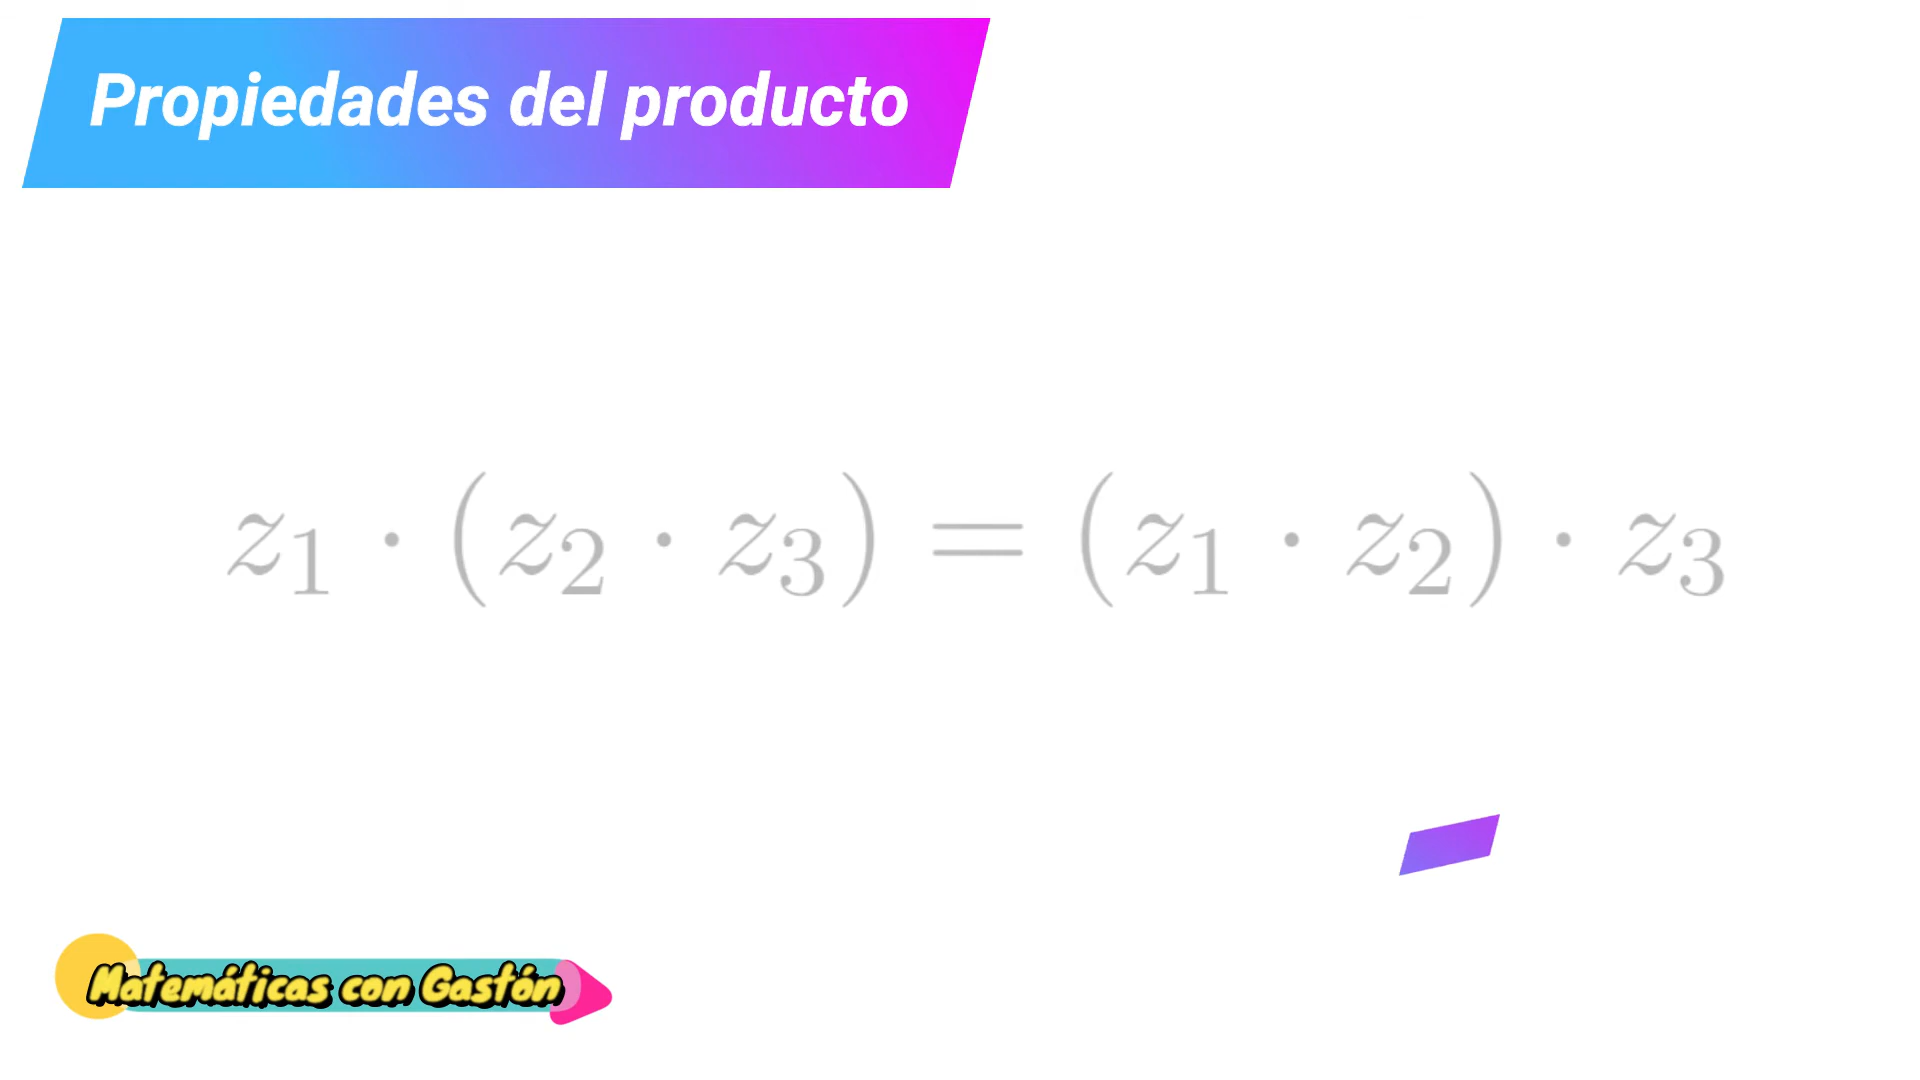 Propiedades del producto
z₁ · (z₂ · z₃) = (z₁ · z₂) · z₃
Matemáticas con Gastón